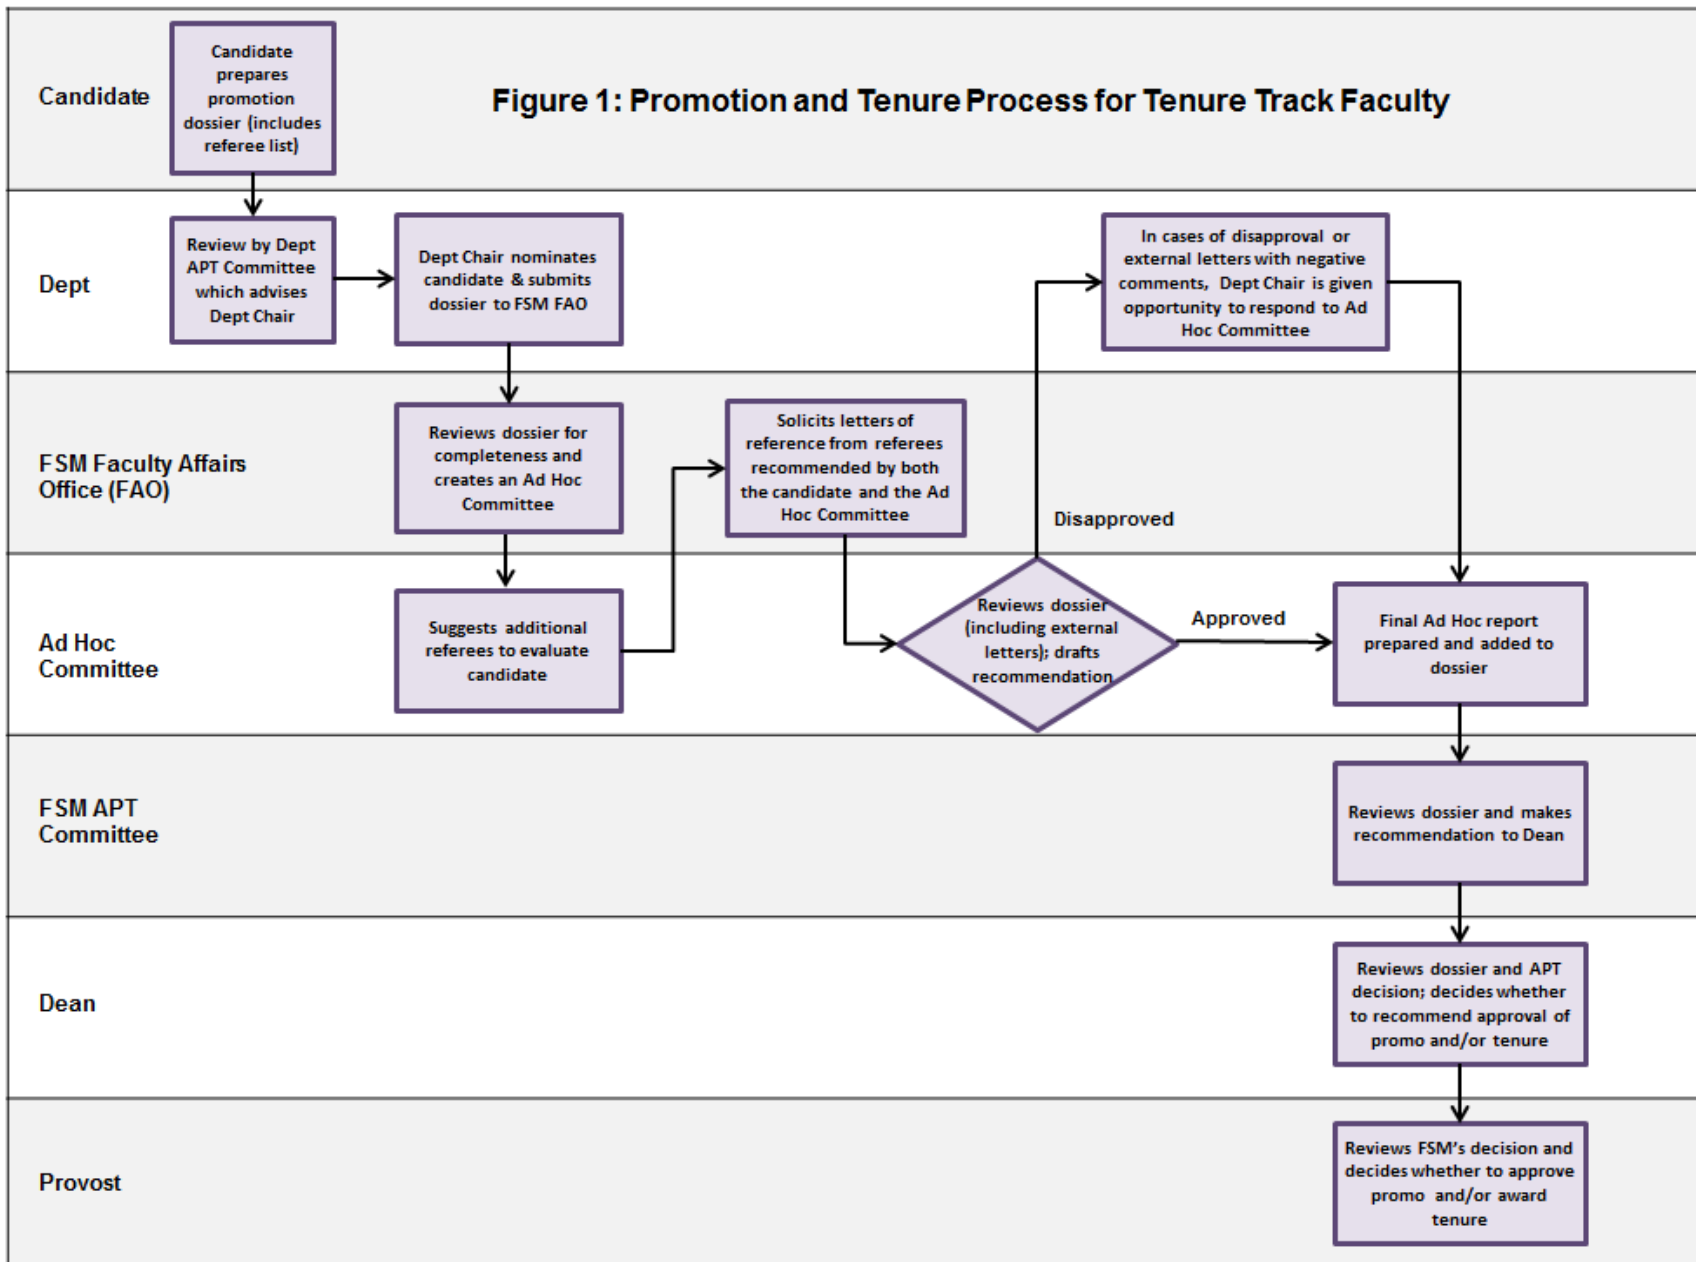 Candidate
Candidate
prepares
promotion
dossier (includes
referee list)
Figure 1: Promotion and Tenure Process for Tenure Track Faculty
Dept
Review by Dept
APT Committee
which advises
Dept Chair
Dept Chair nominates
candidate & submits
dossier to FSM FAO
In cases of disapproval or
external letters with negative
comments, Dept Chair is given
opportunity to respond to Ad
Hoc Committee
FSM Faculty Affairs
Office (FAO)
Reviews dossier for
completeness and
creates an Ad Hoc
Committee
Solicits letters of
reference from referees
recommended by both
the candidate and the Ad
Hoc Committee
Disapproved
Ad Hoc
Committee
Suggests additional
referees to evaluate
candidate
Reviews dossier
(including external
letters); drafts
recommendation
Approved
Final Ad Hoc report
prepared and added to
dossier
FSM APT
Committee
Reviews dossier and makes
recommendation to Dean
Dean
Reviews dossier and APT
decision; decides whether
to recommend approval of
promo and/or tenure
Provost
Reviews FSM's decision and
decides whether to approve
promo and/or award
tenure